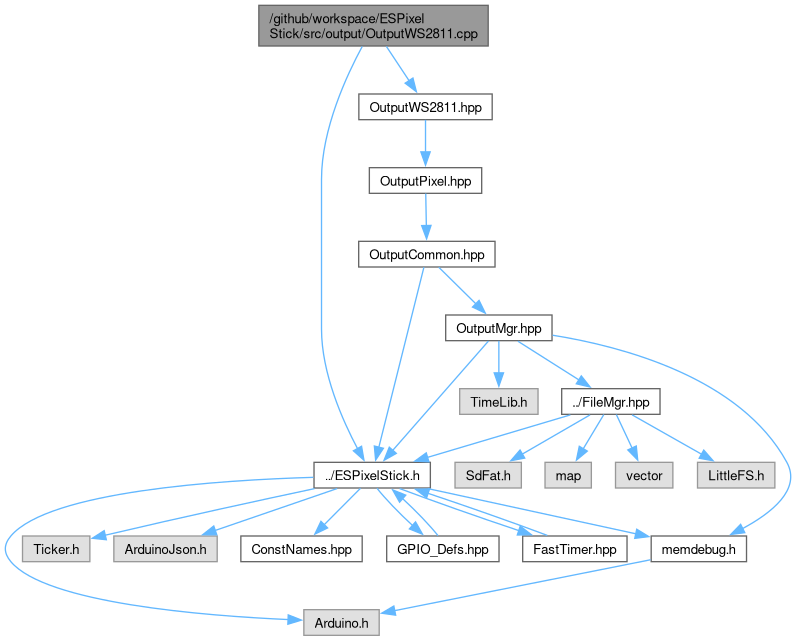 /github/workspace/ESPixel
Stick/src/output/OutputWS2811.cpp
OutputWS2811.hpp
OutputPixel.hpp
OutputCommon.hpp
OutputMgr.hpp
TimeLib.h
../FileMgr.hpp
../ESPixelStick.h
SdFat.h
map
vector
LittleFS.h
Ticker.h
ArduinoJson.h
ConstNames.hpp
GPIO_Defs.hpp
FastTimer.hpp
memdebug.h
Arduino.h